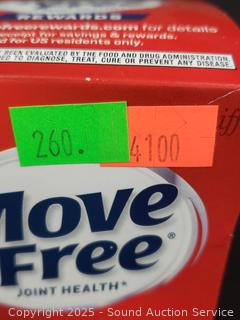 REWARDS
freerewards.com for details
receipt for savings & rewards.
for US residents only.
BEEN EVALUATED BY THE FOOD AND DRUG ADMINISTRATION.
TO DIAGNOSE, TREAT, CURE OR PREVENT ANY DISEASE.
260.
4100
Move
Free®
JOINT HEALTH*
Copyright © 2025 - Sound Auction Service